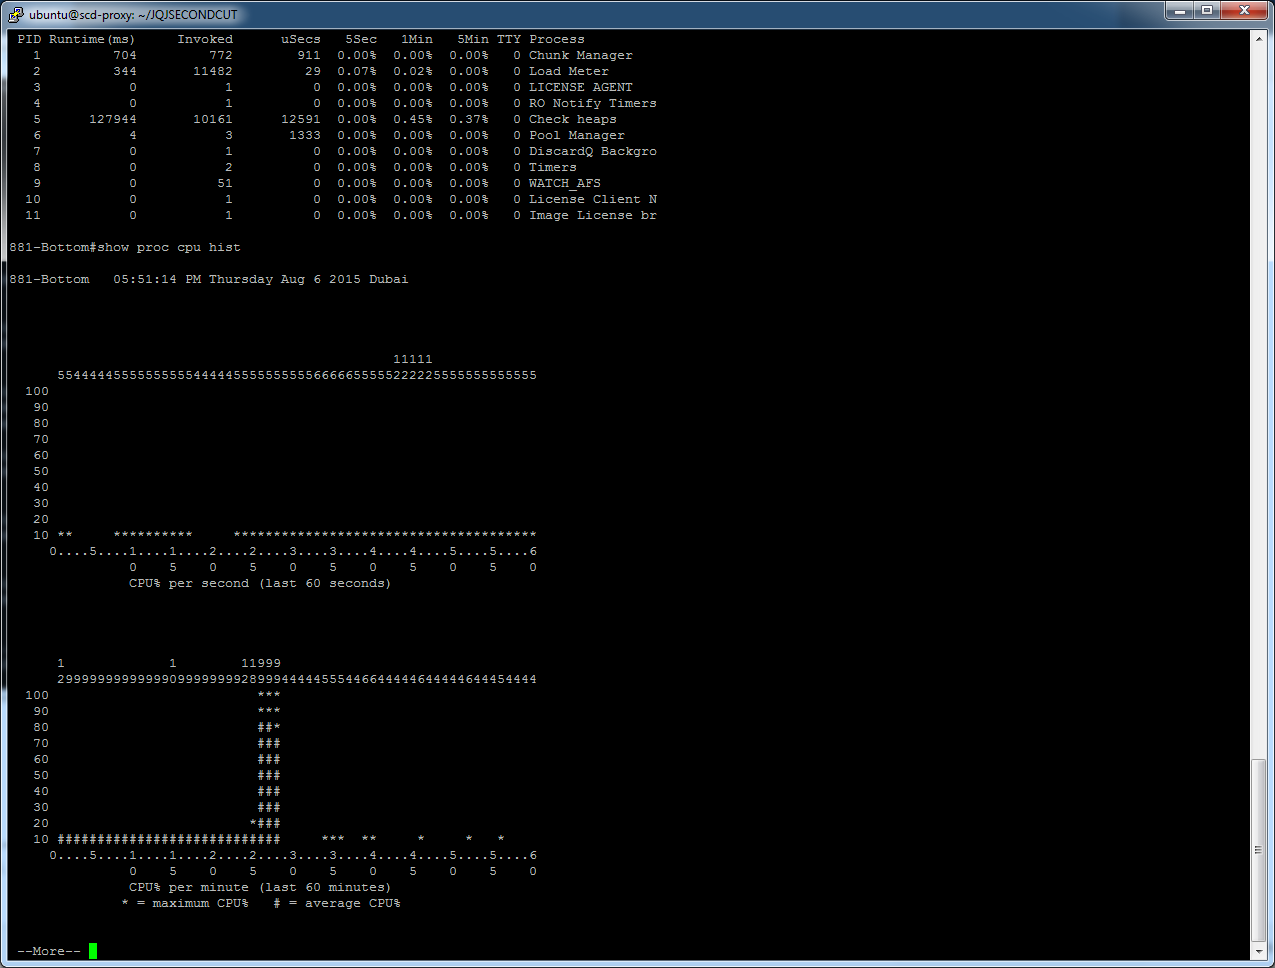 ubuntu@scd-proxy: ~/JQJSECONDCUT
 PID Runtime(ms)     Invoked      uSecs   5Sec   1Min   5Min TTY Process
   1         704         772        911  0.00%  0.00%  0.00%   0 Chunk Manager
   2         344       11482         29  0.07%  0.02%  0.00%   0 Load Meter
   3           0           1          0  0.00%  0.00%  0.00%   0 LICENSE AGENT
   4           0           1          0  0.00%  0.00%  0.00%   0 RO Notify Timers
   5      127944       10161      12591  0.00%  0.45%  0.37%   0 Check heaps
   6           4           3       1333  0.00%  0.00%  0.00%   0 Pool Manager
   7           0           1          0  0.00%  0.00%  0.00%   0 DiscardQ Backgro
   8           0           2          0  0.00%  0.00%  0.00%   0 Timers
   9           0          51          0  0.00%  0.00%  0.00%   0 WATCH_AFS
  10           0           1          0  0.00%  0.00%  0.00%   0 License Client N
  11           0           1          0  0.00%  0.00%  0.00%   0 Image License br
881-Bottom#show proc cpu hist
881-Bottom   05:51:14 PM Thursday Aug 6 2015 Dubai
                                                11111
      554444455555555554444455555555556666655555222225555555555555
  100
   90
   80
   70
   60
   50
   40
   30
   20
   10 **     **********     **************************************
     0....5....1....1....2....2....3....3....4....4....5....5....6
               0    5    0    5    0    5    0    5    0    5    0
               CPU% per second (last 60 seconds)
      1             1        11999
      299999999999990999999992899944444555446644444644444644454444
  100                          ***
   90                          ***
   80                          ##*
   70                          ###
   60                          ###
   50                          ###
   40                          ###
   30                          ###
   20                         *###
   10 ############################     ***  **     *     *   *
     0....5....1....1....2....2....3....3....4....4....5....5....6
               0    5    0    5    0    5    0    5    0    5    0
               CPU% per minute (last 60 minutes)
              * = maximum CPU%   # = average CPU%
 --More--